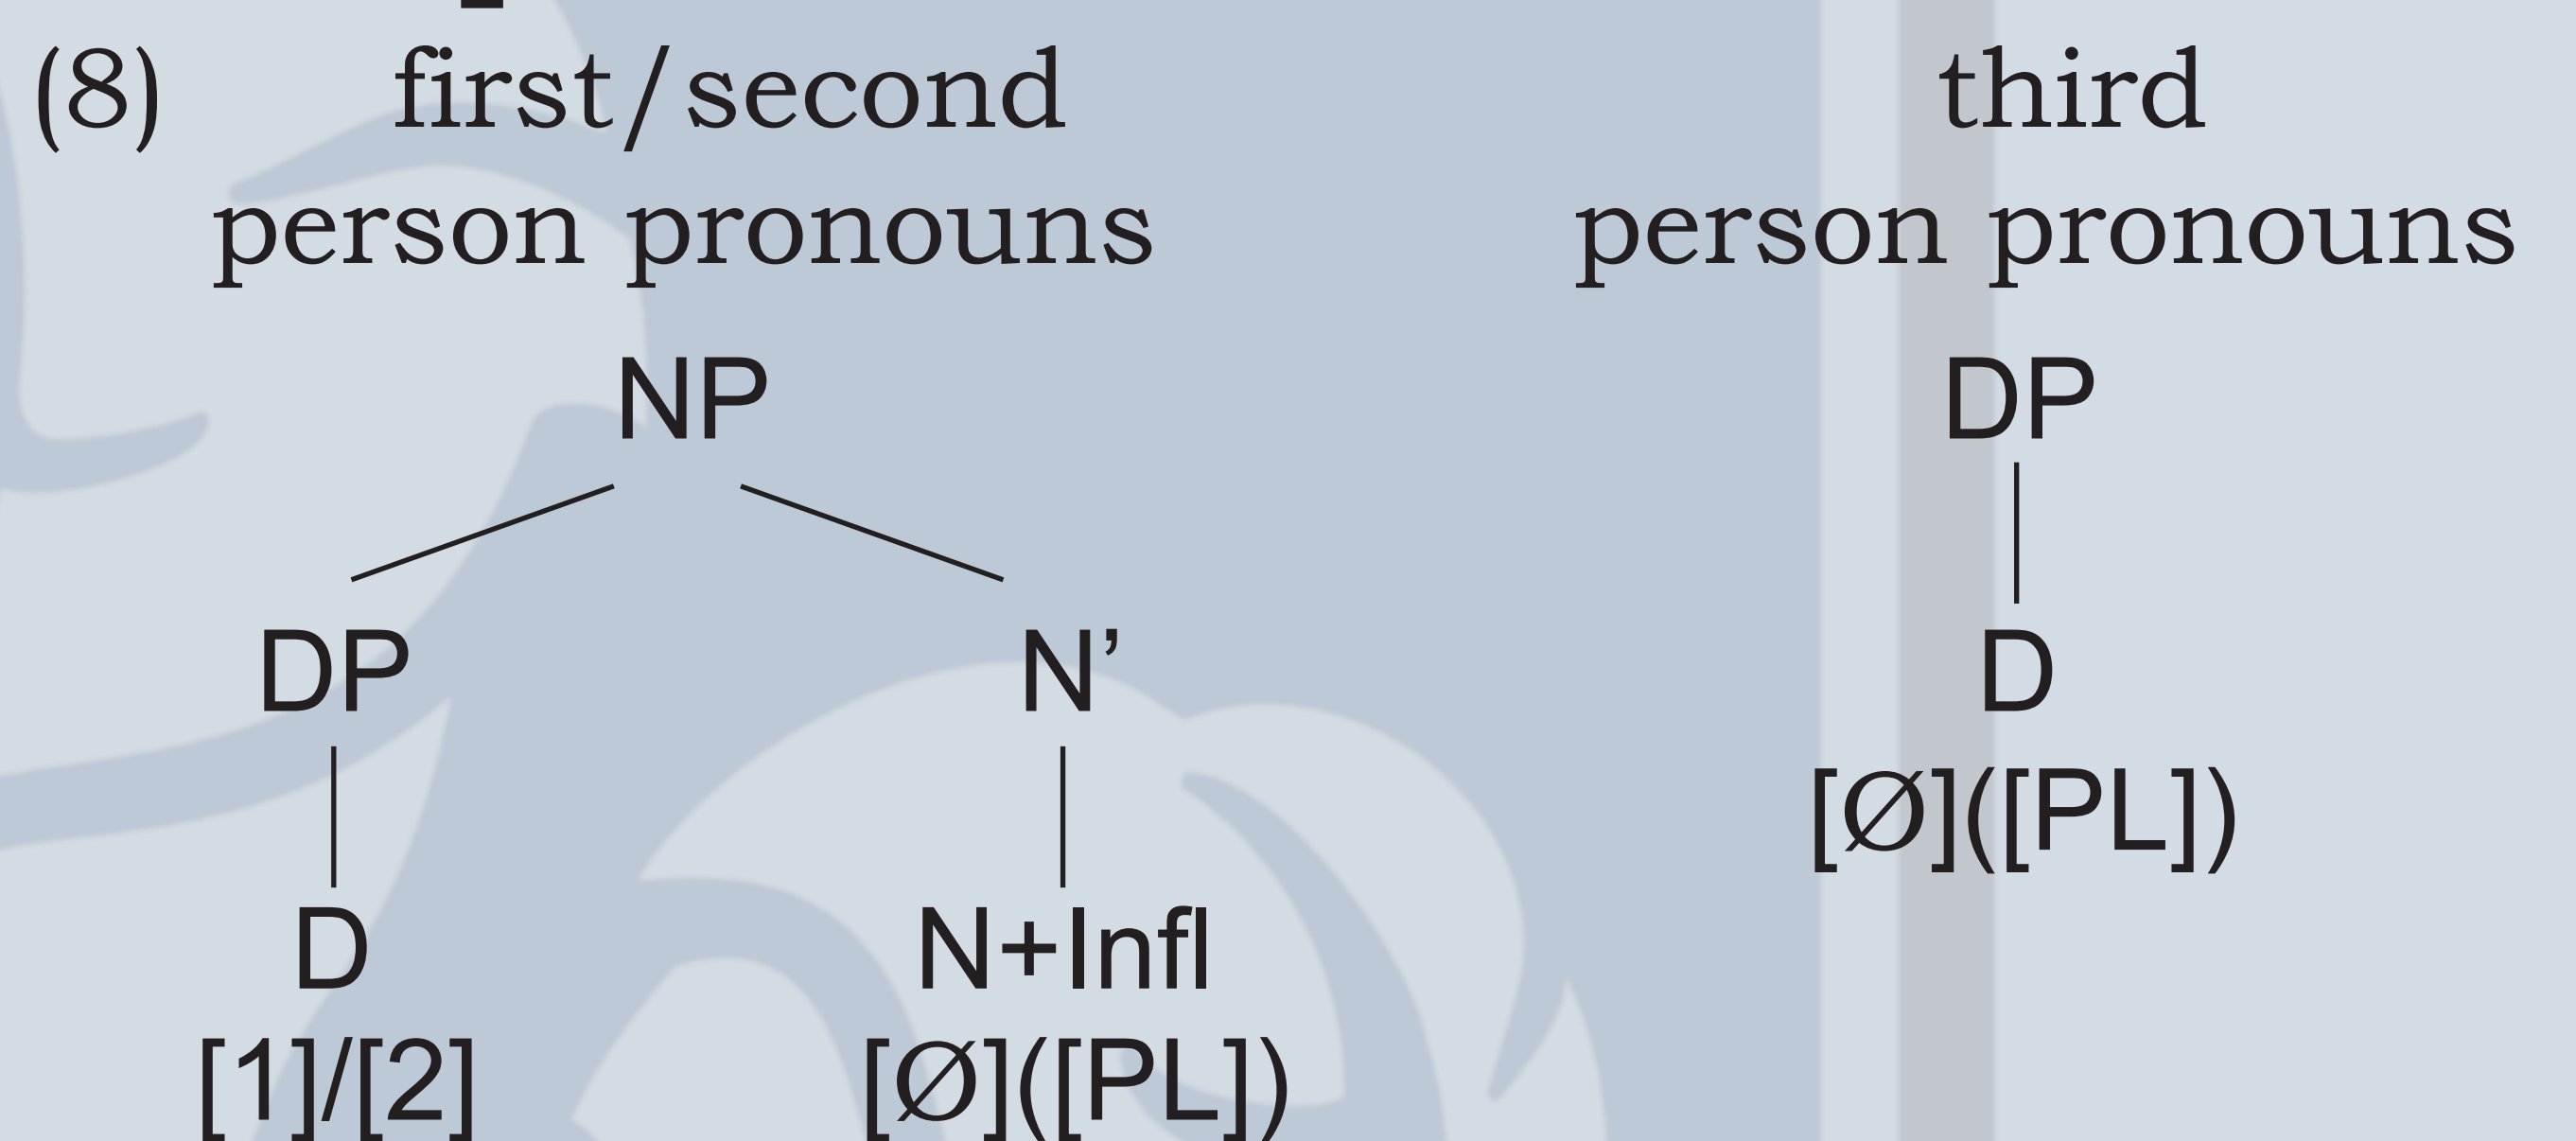 (8) first/second third
person pronouns person pronouns
NP DP
DP N’ D
[Ø]([PL])
D N+Infl
[1]/[2] [Ø]([PL])